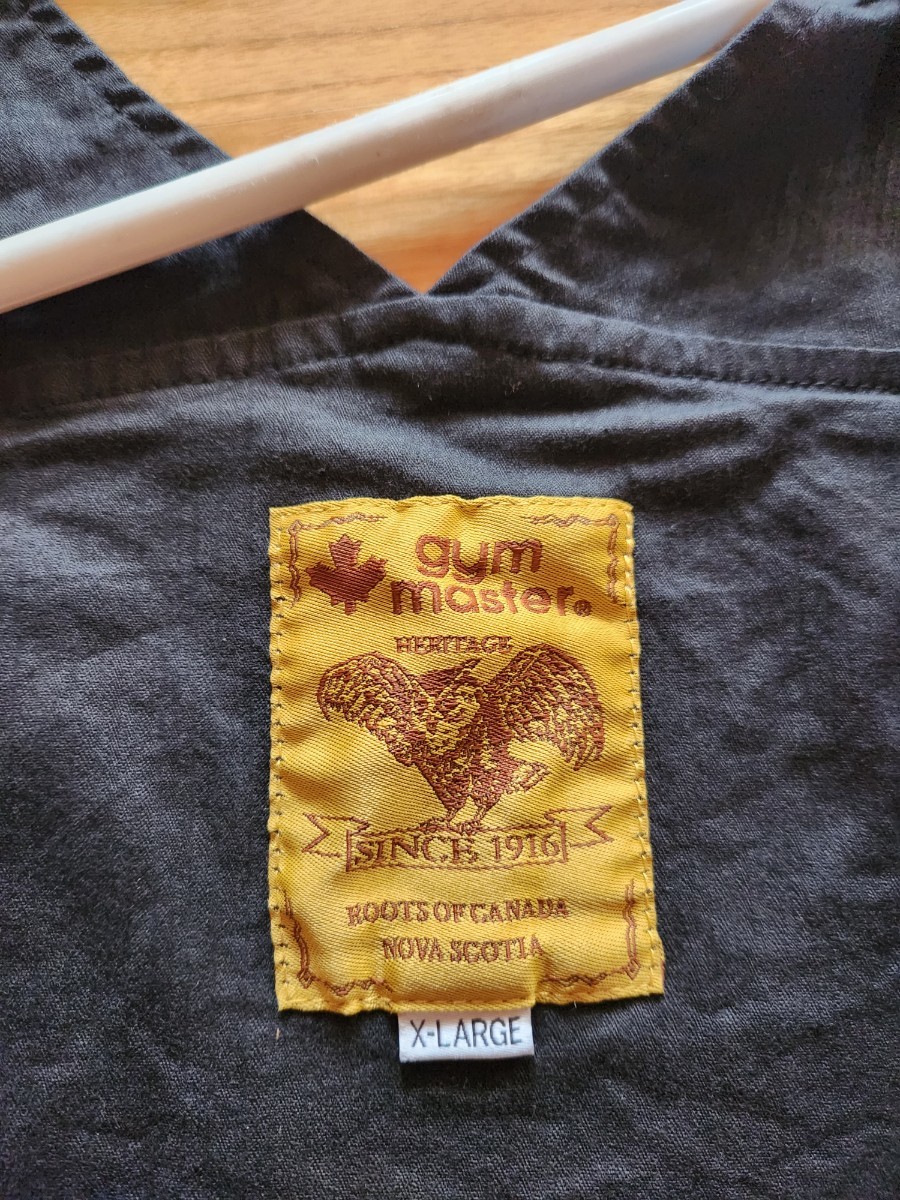 gym
master®
HERITAGE
SINCE 1916
ROOTS OF CANADA
NOVA SCOTIA
X-LARGE